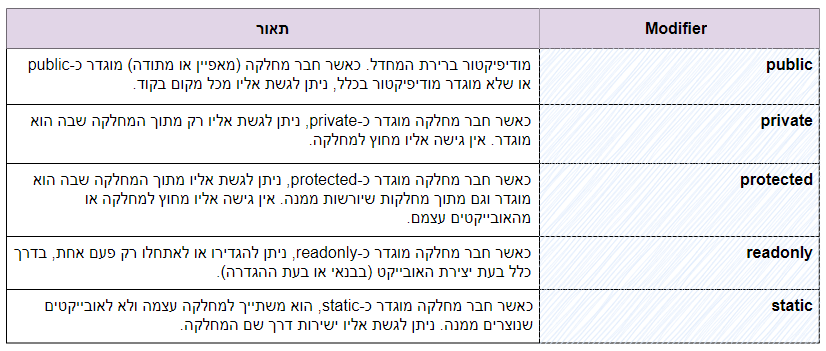 Modifier
תאור
public
מודיפיקטור ברירת המחדל. כאשר חבר מחלקה (מאפיין או מתודה) מוגדר כ-public
או שלא מוגדר מודיפיקטור בכלל, ניתן לגשת אליו מכל מקום בקוד.
private
כאשר חבר מחלקה מוגדר כ-private, ניתן לגשת אליו רק מתוך המחלקה שבה הוא
מוגדר. אין גישה אליו מחוץ למחלקה.
protected
כאשר חבר מחלקה מוגדר כ-protected, ניתן לגשת אליו מתוך המחלקה שבה הוא
מוגדר וגם מתוך מחלקות שיורשות ממנה. אין גישה אליו מחוץ למחלקה או
מהאובייקטים עצמם.
readonly
כאשר חבר מחלקה מוגדר כ-readonly, ניתן להגדירו או לאתחלו רק פעם אחת, בדרך
כלל בעת יצירת האובייקט (בבנאי או בעת ההגדרה).
static
כאשר חבר מחלקה מוגדר כ-static, הוא משתייך למחלקה עצמה ולא לאובייקטים
שנוצרים ממנה. ניתן לגשת אליו ישירות דרך שם המחלקה.